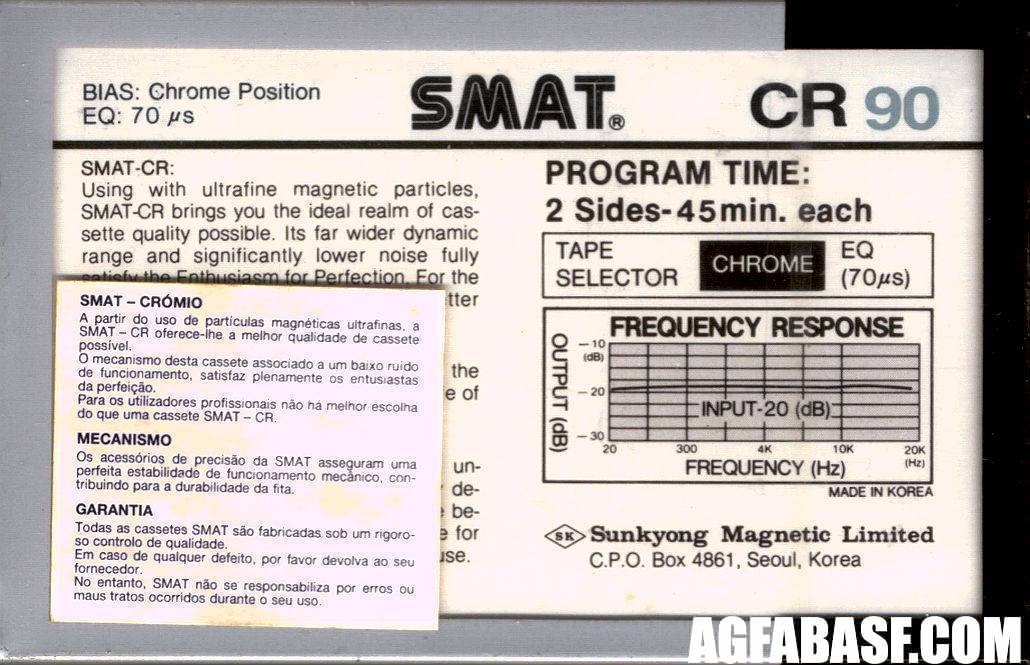 BIAS: Chrome Position
EQ: 70 µs
SMAT®
CR 90
SMAT-CR:
Using with ultrafine magnetic particles,
SMAT-CR brings you the ideal realm of cas-
sette quality possible. Its far wider dynamic
range and significantly lower noise fully
satisfy the Enthusiasm for Perfection. For the
tter
the
e of
un-
de-
be-
for
use.
SMAT – CRÓMIO
A partir do uso de partículas magnéticas ultrafinas, a
SMAT – CR oferece-lhe a melhor qualidade de cassete
possível.
O mecanismo desta cassete associado a um baixo ruído
de funcionamento, satisfaz plenamente os entusiastas
da perfeição.
Para os utilizadores profissionais não há melhor escolha
do que uma cassete SMAT – CR.
MECANISMO
Os acessórios de precisão da SMAT asseguram uma
perfeita estabilidade de funcionamento mecânico, con-
tribuindo para a durabilidade da fita.
GARANTIA
Todas as cassetes SMAT são fabricadas sob um rigoro-
so controlo de qualidade.
Em caso de qualquer defeito, por favor devolva ao seu
fornecedor.
No entanto, SMAT não se responsabiliza por erros ou
maus tratos ocorridos durante o seu uso.
PROGRAM TIME:
2 Sides-45min. each
TAPE SELECTOR
CHROME
EQ (70µs)
FREQUENCY RESPONSE
OUTPUT (dB)
-10
(dB)
-20
-30
INPUT-20 (dB)
20 300 4K 10K 20K
(Hz)
FREQUENCY (Hz)
MADE IN KOREA
SK Sunkyong Magnetic Limited
C.P.O. Box 4861, Seoul, Korea
AGFABASF.COM